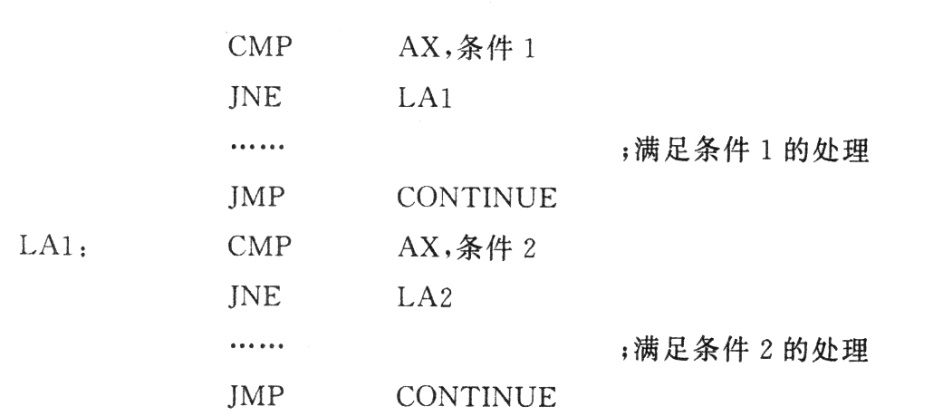 CMP AX,条件 1
JNE LA1
…… ;满足条件 1 的处理
JMP CONTINUE
LA1: CMP AX,条件 2
JNE LA2
…… ;满足条件 2 的处理
JMP CONTINUE